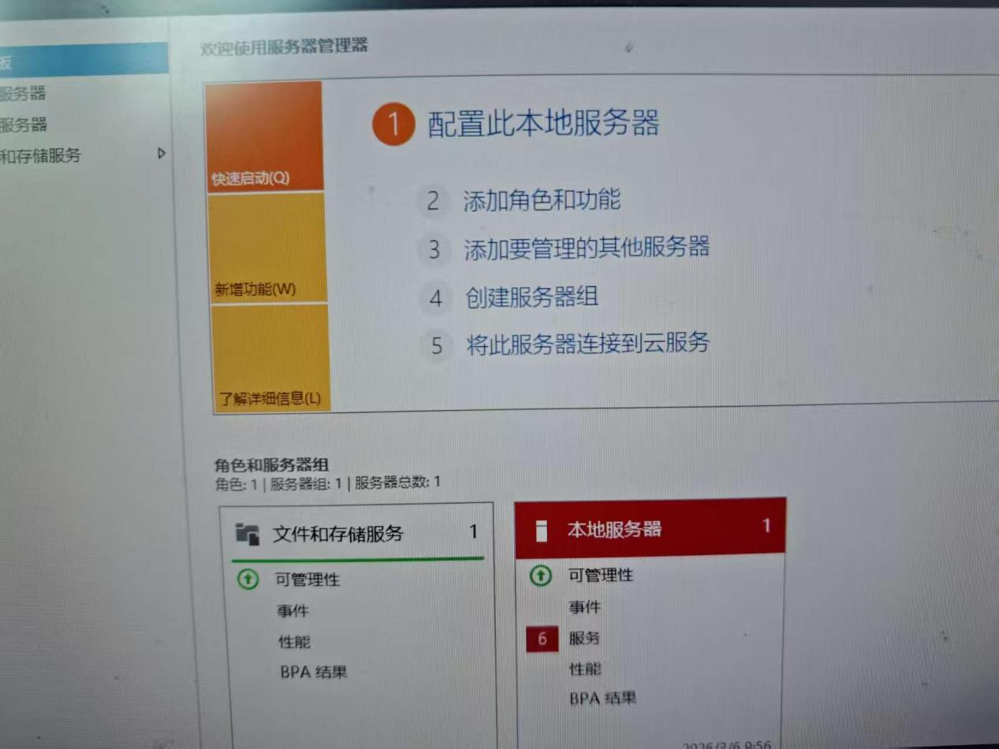 板
服务器
服务器
和存储服务
欢迎使用服务器管理器
快速启动(Q)
新增功能(W)
了解详细信息(L)
1 配置此本地服务器
2 添加角色和功能
3 添加要管理的其他服务器
4 创建服务器组
5 将此服务器连接到云服务
角色和服务器组
角色: 1 | 服务器组: 1 | 服务器总数: 1
文件和存储服务 1
可管理性
事件
性能
BPA 结果
本地服务器 1
可管理性
事件
6 服务
性能
BPA 结果